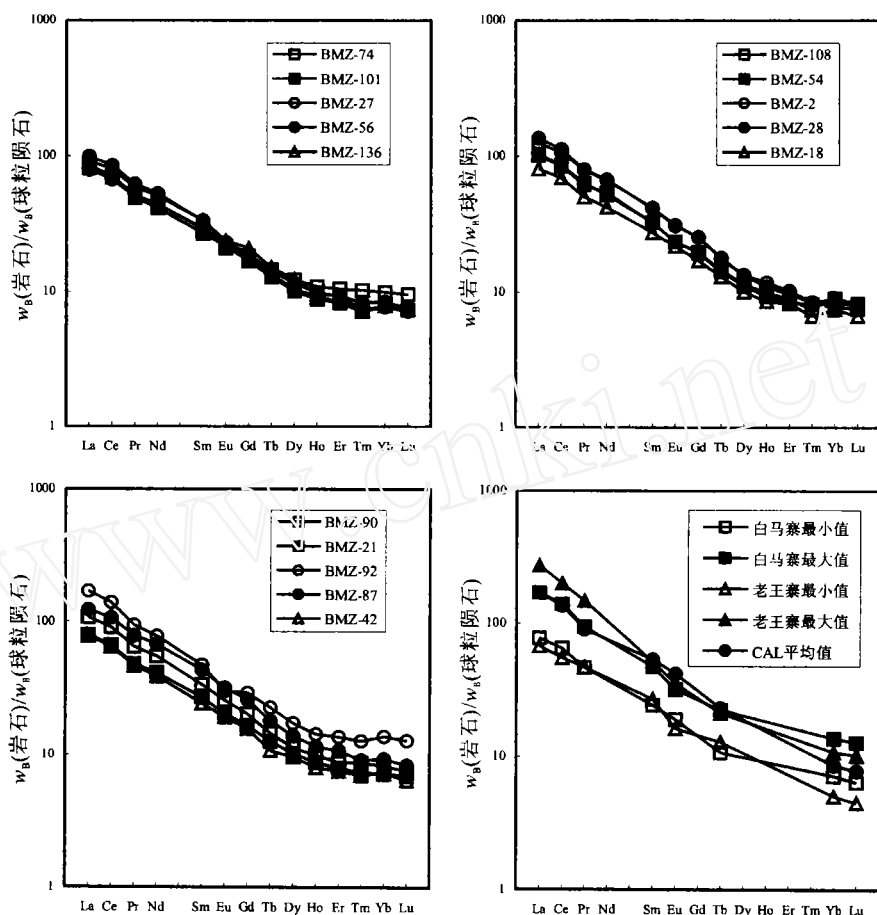 1000
100
10
1
w_B(岩石)/w_B(球粒陨石)
BMZ-74
BMZ-101
BMZ-27
BMZ-56
BMZ-136
La Ce Pr Nd Sm Eu Gd Tb Dy Ho Er Tm Yb Lu
1000
100
10
1
w_B(岩石)/w_B(球粒陨石)
BMZ-108
BMZ-54
BMZ-2
BMZ-28
BMZ-18
La Ce Pr Nd Sm Eu Gd Tb Dy Ho Er Tm Yb Lu
1000
100
10
1
w_B(岩石)/w_B(球粒陨石)
BMZ-90
BMZ-21
BMZ-92
BMZ-87
BMZ-42
La Ce Pr Nd Sm Eu Gd Tb Dy Ho Er Tm Yb Lu
1000
100
10
1
w_B(岩石)/w_B(球粒陨石)
白马寨最小值
白马寨最大值
老王寨最小值
老王寨最大值
CAL平均值
La Ce Pr Nd Sm Eu Gd Tb Dy Ho Er Tm Yb Lu
www.cnki.net